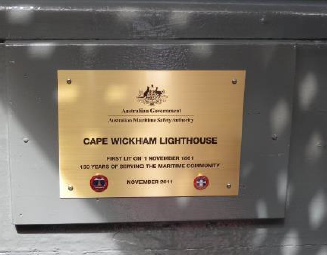 Australian Government
Australian Maritime Safety Authority
CAPE WICKHAM LIGHTHOUSE
FIRST LIT ON 1 NOVEMBER 1861
150 YEARS OF SERVING THE MARITIME COMMUNITY
NOVEMBER 2011